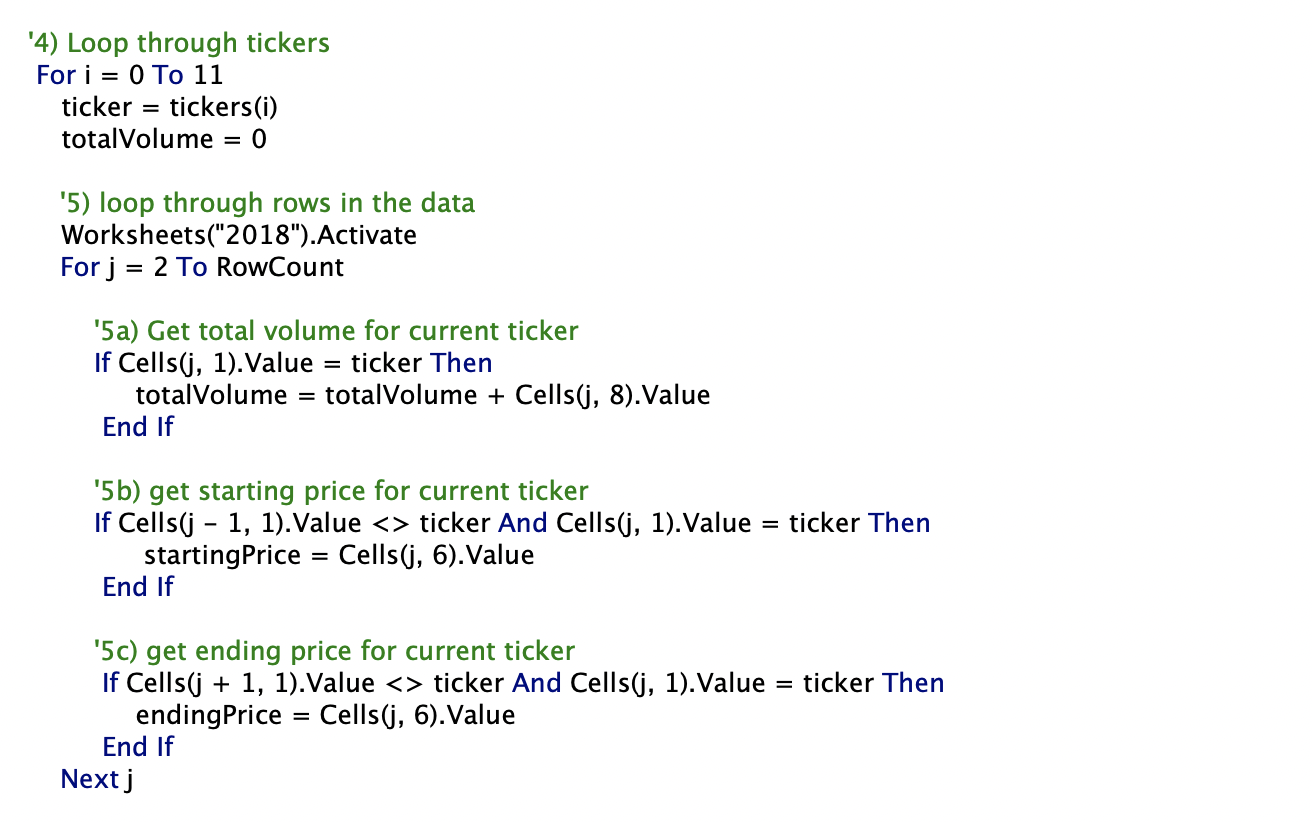 '4) Loop through tickers
For i = 0 To 11
ticker = tickers(i)
totalVolume = 0
'5) loop through rows in the data
Worksheets("2018").Activate
For j = 2 To RowCount
'5a) Get total volume for current ticker
If Cells(j, 1).Value = ticker Then
totalVolume = totalVolume + Cells(j, 8).Value
End If
'5b) get starting price for current ticker
If Cells(j - 1, 1).Value <> ticker And Cells(j, 1).Value = ticker Then
startingPrice = Cells(j, 6).Value
End If
'5c) get ending price for current ticker
If Cells(j + 1, 1).Value <> ticker And Cells(j, 1).Value = ticker Then
endingPrice = Cells(j, 6).Value
End If
Next j